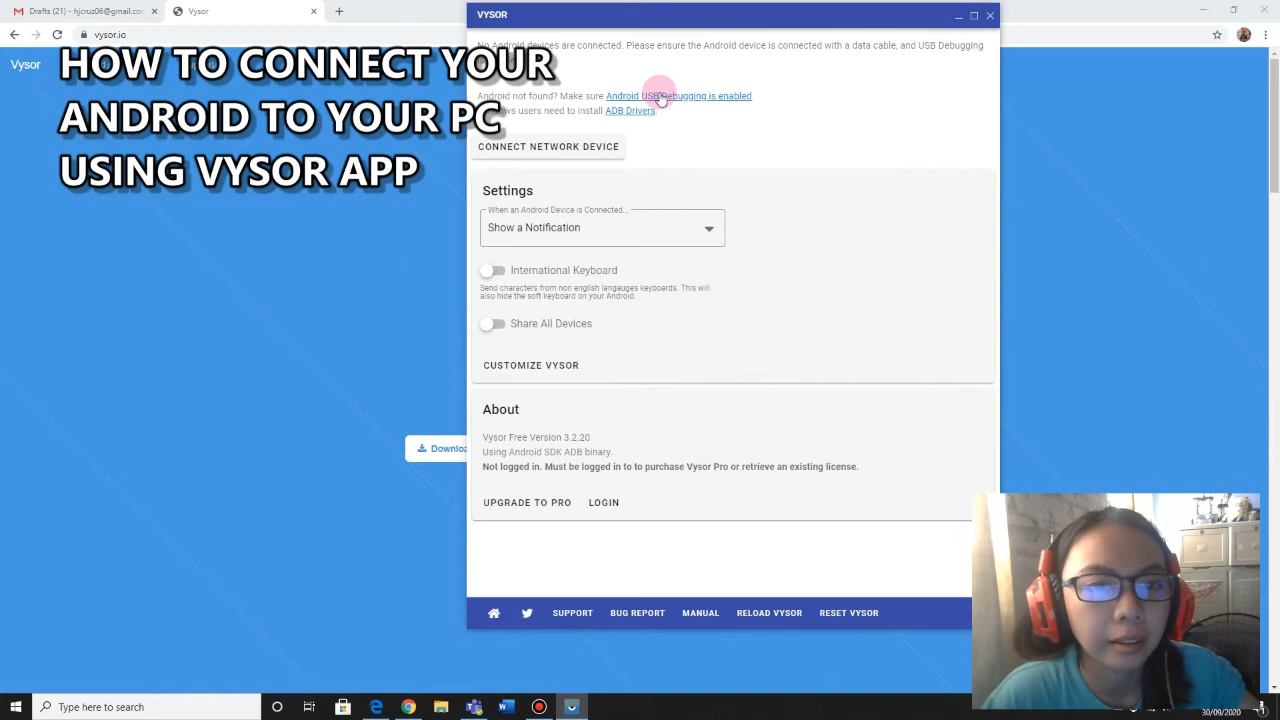 Drafts (31) - hjcruz07@gmail.com
Vysor
vysor.io
Vysor
HOW TO CONNECT YOUR
ANDROID TO YOUR PC
USING VYSOR APP
VYSOR
No Android devices are connected. Please ensure the Android device is connected with a data cable, and USB Debugging
Android not found? Make sure Android USB Debugging is enabled.
users need to install ADB Drivers.
CONNECT NETWORK DEVICE
Settings
When an Android Device is Connected...
Show a Notification
International Keyboard
Send characters from non english langauges keyboards. This will
also hide the soft keyboard on your Android.
Share All Devices
CUSTOMIZE VYSOR
About
Vysor Free Version 3.2.20
Using Android SDK ADB binary.
Not logged in. Must be logged in to to purchase Vysor Pro or retrieve an existing license.
UPGRADE TO PRO LOGIN
Downlo
SUPPORT BUG REPORT MANUAL RELOAD VYSOR RESET VYSOR
Type here to search
30/09/2020